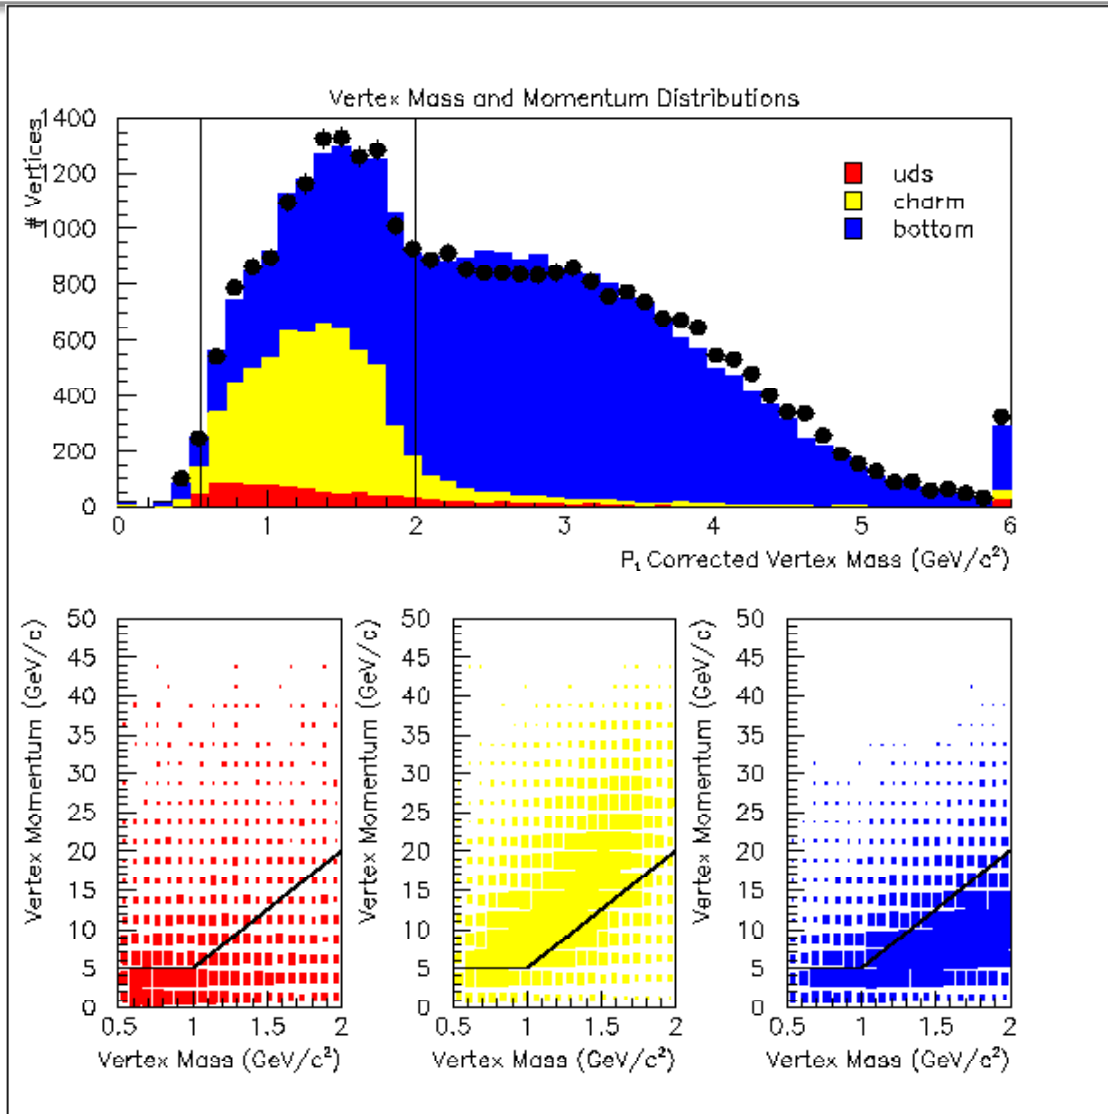 Vertex Mass and Momentum Distributions
# Vertices
1400
1200
1000
800
600
400
200
0
uds
charm
bottom
0 1 2 3 4 5 6
Pₜ Corrected Vertex Mass (GeV/c²)
Vertex Momentum (GeV/c)
50
45
40
35
30
25
20
15
10
5
0
0.5 1 1.5 2
Vertex Mass (GeV/c²)
Vertex Momentum (GeV/c)
50
45
40
35
30
25
20
15
10
5
0
0.5 1 1.5 2
Vertex Mass (GeV/c²)
Vertex Momentum (GeV/c)
50
45
40
35
30
25
20
15
10
5
0
0.5 1 1.5 2
Vertex Mass (GeV/c²)